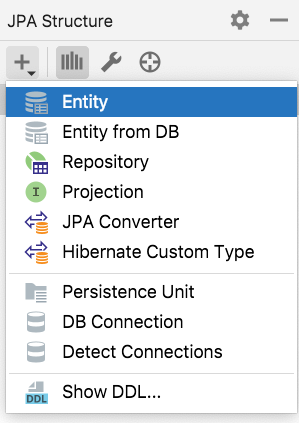 JPA Structure
Entity
Entity from DB
Repository
I
Projection
JPA Converter
Hibernate Custom Type
Persistence Unit
DB Connection
Detect Connections
DDL
Show DDL...